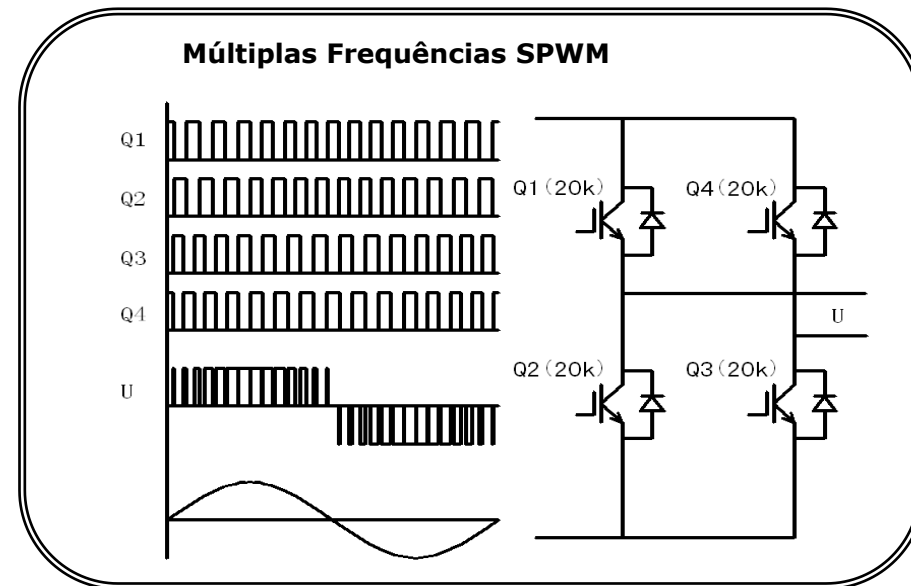 Múltiplas Frequências SPWM
Q1
Q2
Q3
Q4
U
Q1(20k)
Q4(20k)
U
Q2(20k)
Q3(20k)